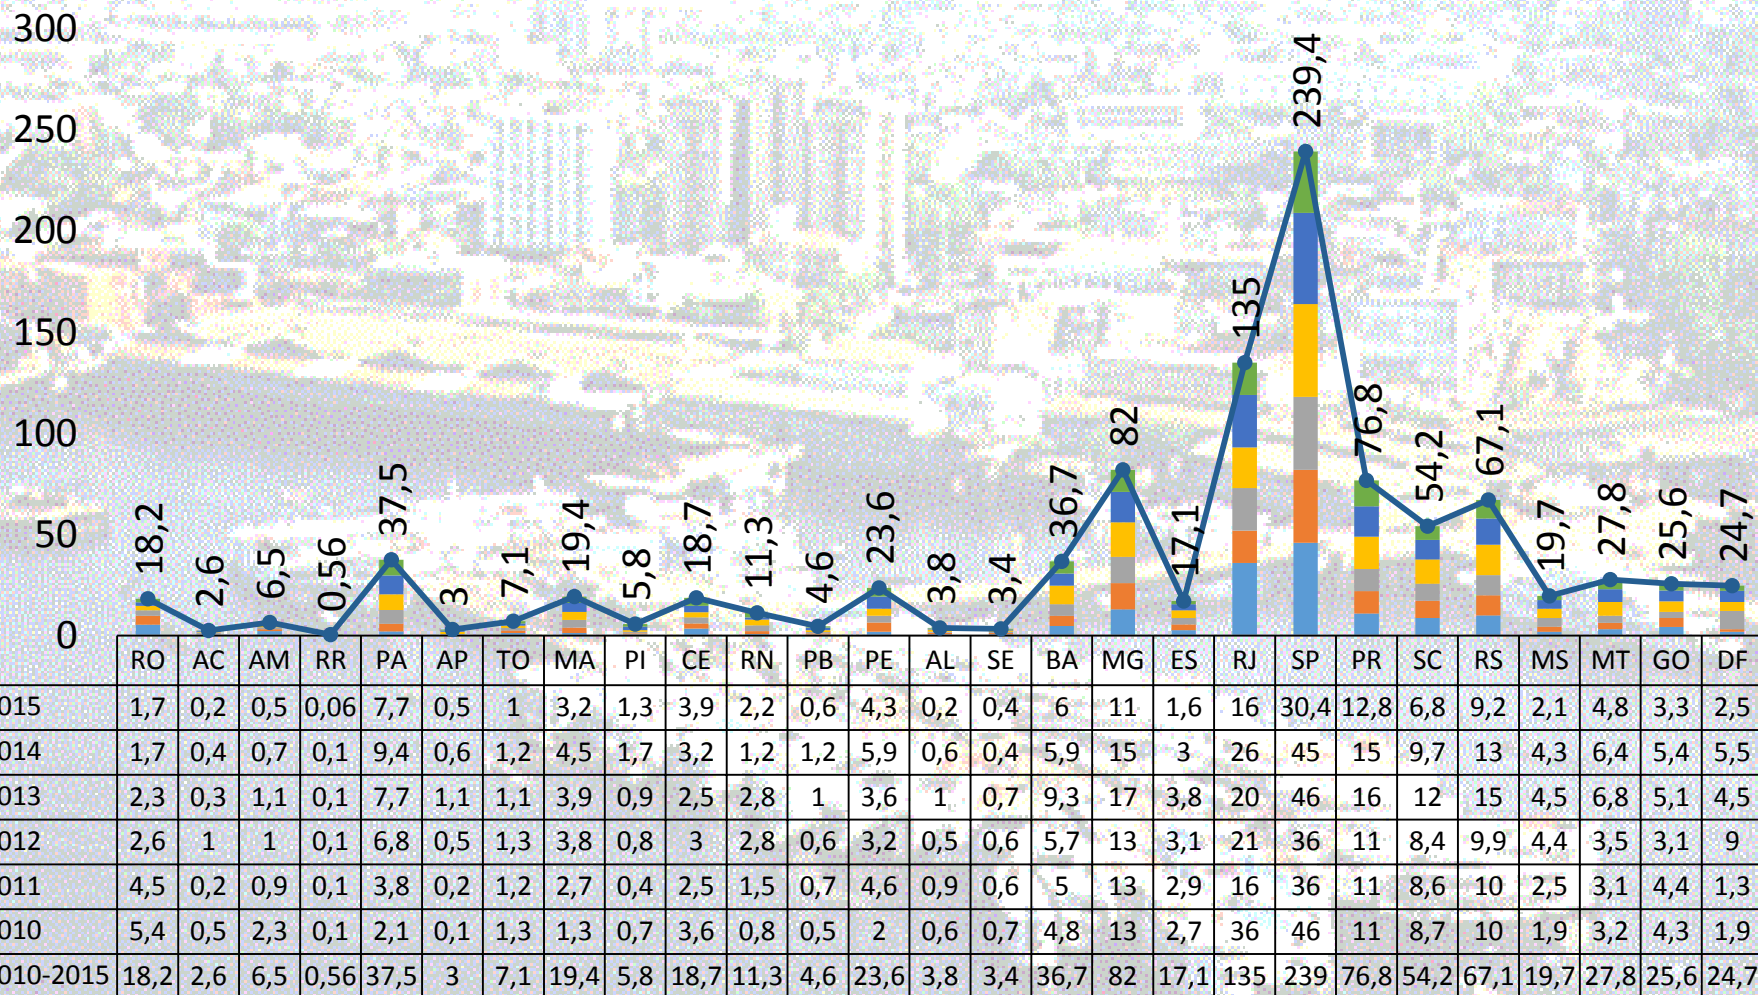 300
250
200
150
100
50
0
18,2 2,6 6,5 0,56 37,5 3 7,1 19,4 5,8 18,7 11,3 4,6 23,6 3,8 3,4 36,7 82 17,1 135 239,4 76,8 54,2 67,1 19,7 27,8 25,6 24,7
RO AC AM RR PA AP TO MA PI CE RN PB PE AL SE BA MG ES RJ SP PR SC RS MS MT GO DF
015 1,7 0,2 0,5 0,06 7,7 0,5 1 3,2 1,3 3,9 2,2 0,6 4,3 0,2 0,4 6 11 1,6 16 30,4 12,8 6,8 9,2 2,1 4,8 3,3 2,5
014 1,7 0,4 0,7 0,1 9,4 0,6 1,2 4,5 1,7 3,2 1,2 1,2 5,9 0,6 0,4 5,9 15 3 26 45 15 9,7 13 4,3 6,4 5,4 5,5
013 2,3 0,3 1,1 0,1 7,7 1,1 1,1 3,9 0,9 2,5 2,8 1 3,6 1 0,7 9,3 17 3,8 20 46 16 12 15 4,5 6,8 5,1 4,5
012 2,6 1 1 0,1 6,8 0,5 1,3 3,8 0,8 3 2,8 0,6 3,2 0,5 0,6 5,7 13 3,1 21 36 11 8,4 9,9 4,4 3,5 3,1 9
011 4,5 0,2 0,9 0,1 3,8 0,2 1,2 2,7 0,4 2,5 1,5 0,7 4,6 0,9 0,6 5 13 2,9 16 36 11 8,6 10 2,5 3,1 4,4 1,3
010 5,4 0,5 2,3 0,1 2,1 0,1 1,3 1,3 0,7 3,6 0,8 0,5 2 0,6 0,7 4,8 13 2,7 36 46 11 8,7 10 1,9 3,2 4,3 1,9
010-2015 18,2 2,6 6,5 0,56 37,5 3 7,1 19,4 5,8 18,7 11,3 4,6 23,6 3,8 3,4 36,7 82 17,1 135 239 76,8 54,2 67,1 19,7 27,8 25,6 24,7